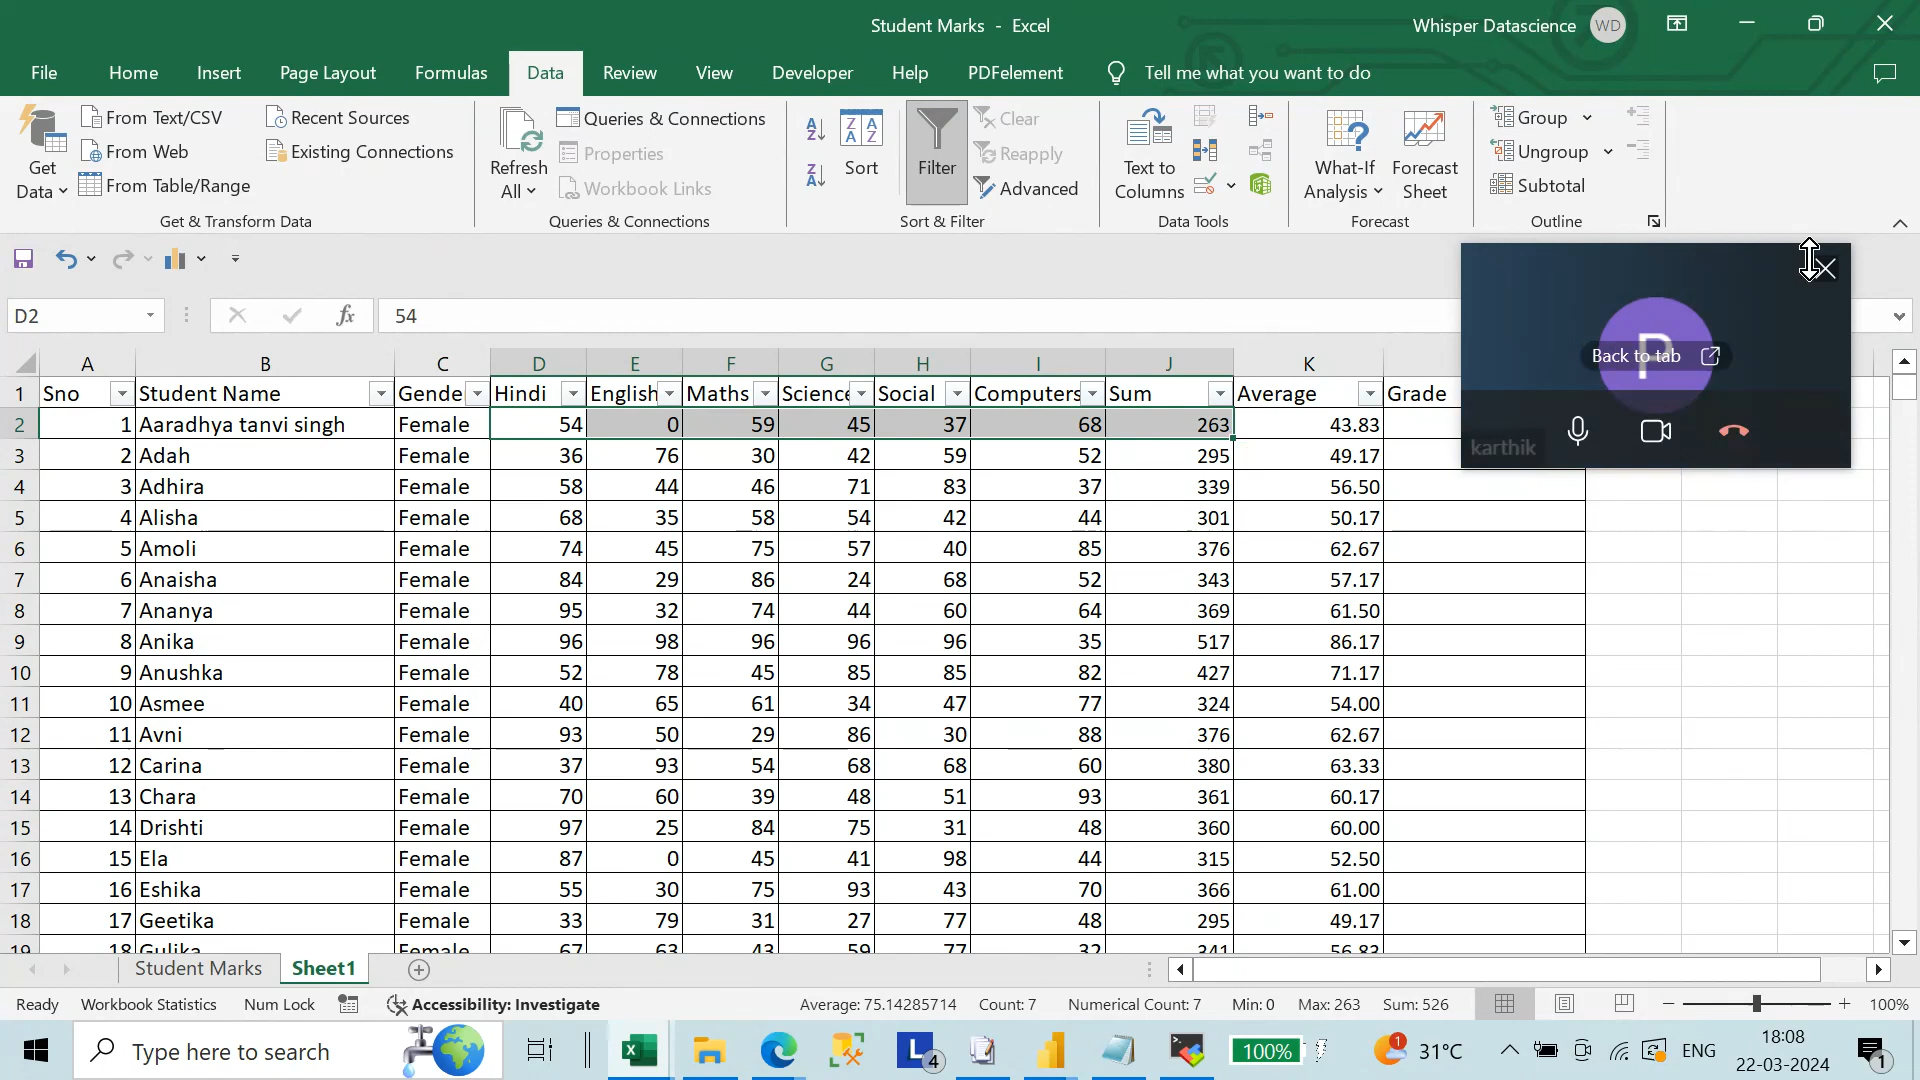 Student Marks - Excel
Whisper Datascience WD
File Home Insert Page Layout Formulas Data Review View Developer Help PDFelement Tell me what you want to do
Get Data
From Text/CSV
From Web
From Table/Range
Recent Sources
Existing Connections
Get & Transform Data
Refresh All
Queries & Connections
Properties
Workbook Links
Queries & Connections
Sort
Filter
Clear
Reapply
Advanced
Sort & Filter
Text to Columns
Data Tools
What-If Analysis
Forecast Sheet
Forecast
Group
Ungroup
Subtotal
Outline
D2 fx 54
P
Back to tab
karthik
A B C D E F G H I J K
1 Sno Student Name Gende Hindi English Maths Science Social Computers Sum Average Grade
2 1 Aaradhya tanvi singh Female 54 0 59 45 37 68 263 43.83
3 2 Adah Female 36 76 30 42 59 52 295 49.17
4 3 Adhira Female 58 44 46 71 83 37 339 56.50
5 4 Alisha Female 68 35 58 54 42 44 301 50.17
6 5 Amoli Female 74 45 75 57 40 85 376 62.67
7 6 Anaisha Female 84 29 86 24 68 52 343 57.17
8 7 Ananya Female 95 32 74 44 60 64 369 61.50
9 8 Anika Female 96 98 96 96 96 35 517 86.17
10 9 Anushka Female 52 78 45 85 85 82 427 71.17
11 10 Asmee Female 40 65 61 34 47 77 324 54.00
12 11 Avni Female 93 50 29 86 30 88 376 62.67
13 12 Carina Female 37 93 54 68 68 60 380 63.33
14 13 Chara Female 70 60 39 48 51 93 361 60.17
15 14 Drishti Female 97 25 84 75 31 48 360 60.00
16 15 Ela Female 87 0 45 41 98 44 315 52.50
17 16 Eshika Female 55 30 75 93 43 70 366 61.00
18 17 Geetika Female 33 79 31 27 77 48 295 49.17
19 18 Gulika Female 67 63 43 59 77 32 341 56.83
Student Marks Sheet1
Ready Workbook Statistics Num Lock Accessibility: Investigate Average: 75.14285714 Count: 7 Numerical Count: 7 Min: 0 Max: 263 Sum: 526 100%
Type here to search L 4 100% 1 31°C ENG 18:08
22-03-2024 1